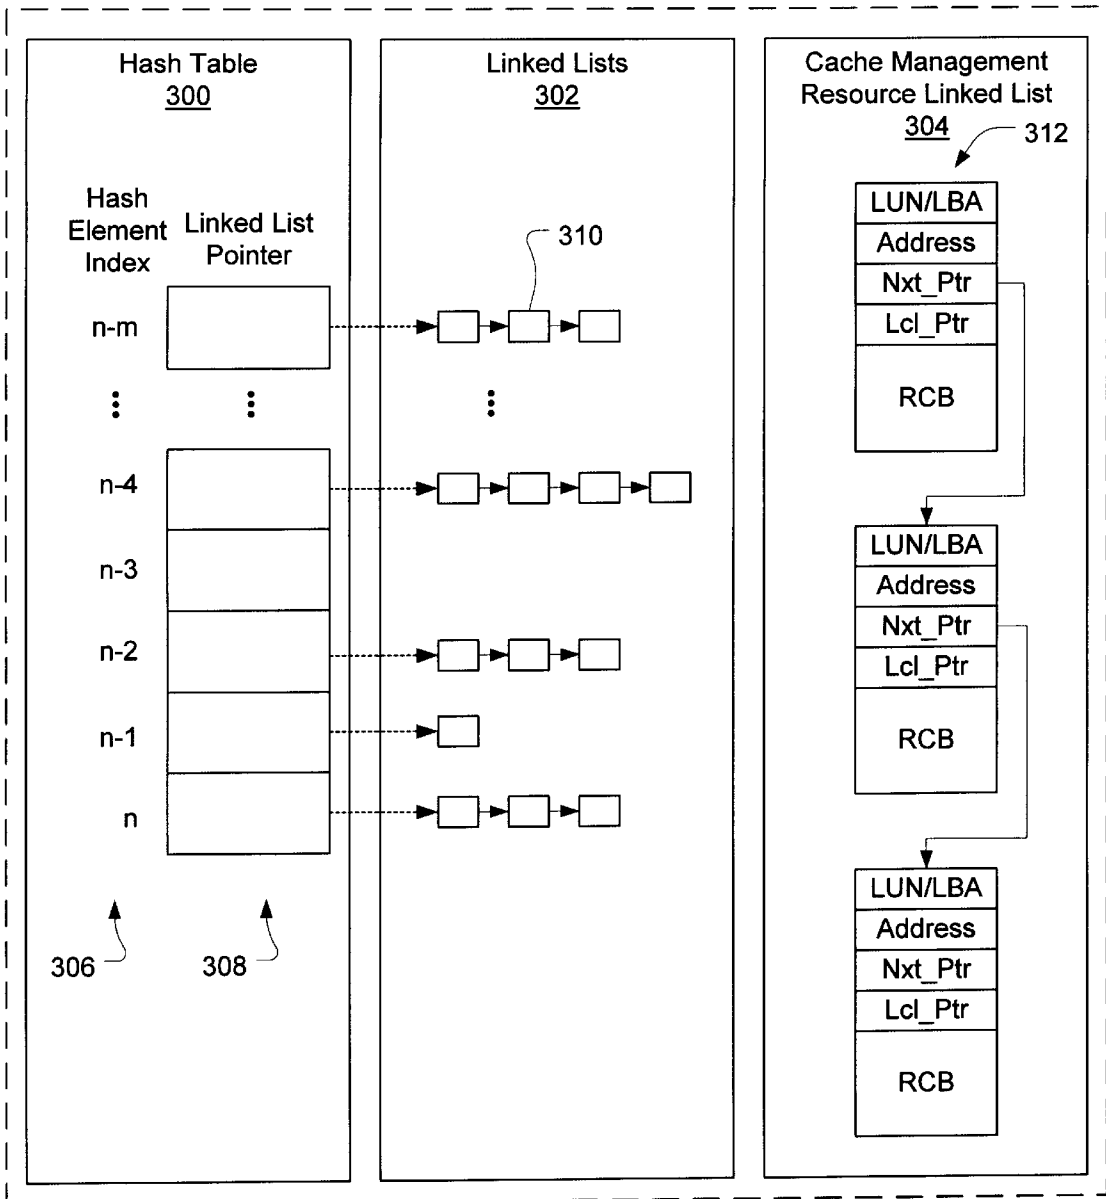 Hash Table
300
Hash
Element
Index
Linked List
Pointer
n-m
n-4
n-3
n-2
n-1
n
306
308
Linked Lists
302
310
Cache Management
Resource Linked List
304
312
LUN/LBA
Address
Nxt_Ptr
Lcl_Ptr
RCB
LUN/LBA
Address
Nxt_Ptr
Lcl_Ptr
RCB
LUN/LBA
Address
Nxt_Ptr
Lcl_Ptr
RCB